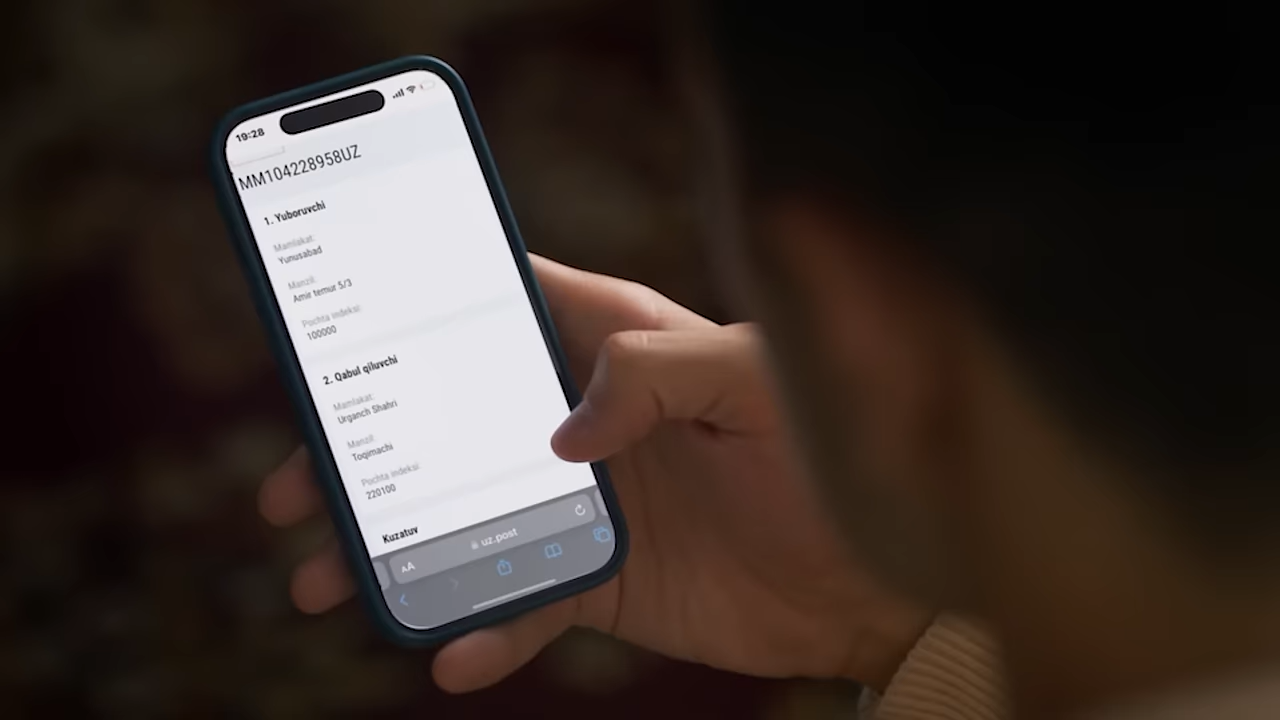 19:28
MM104228958UZ
1. Yuboruvchi
Mamlakat:
Yunusabad
Manzil:
Amir temur 5/3
Pochta indeksi:
100000
2. Qabul qiluvchi
Mamlakat:
Urganch Shahri
Manzil:
Toqimachi
Pochta indeksi:
220100
Kuzatuv
AA uz.post